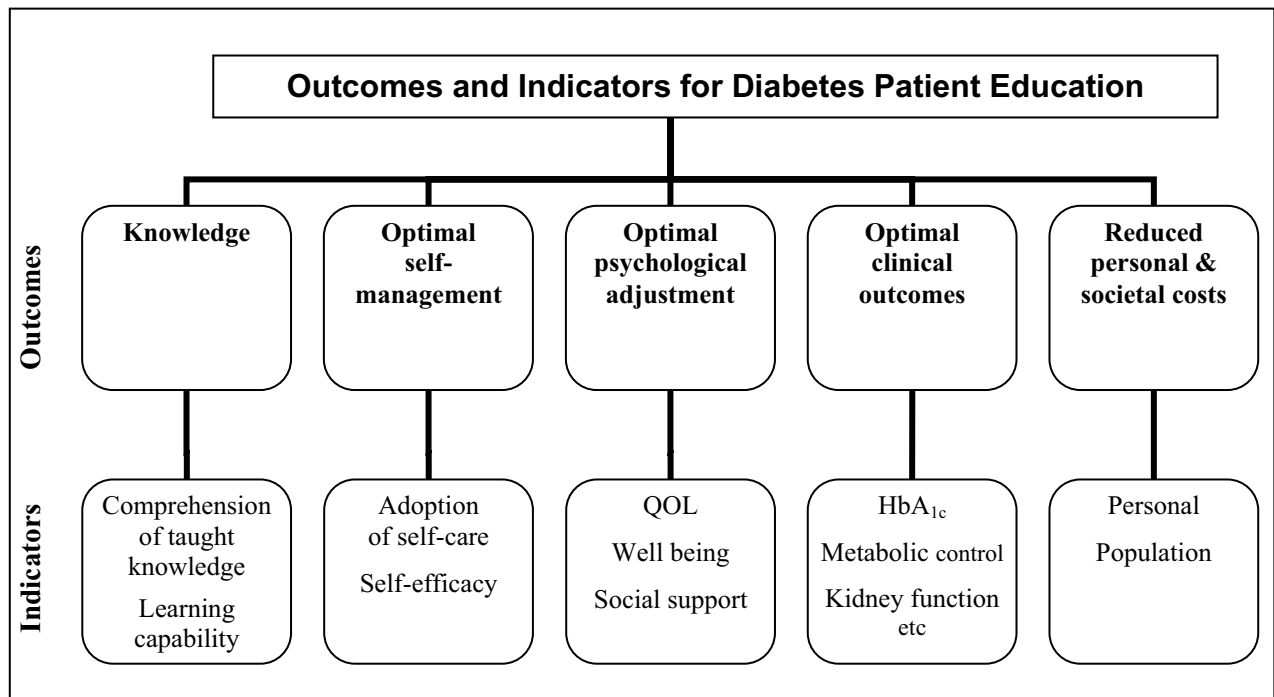 Outcomes and Indicators for Diabetes Patient Education
Outcomes
Knowledge
Optimal
self-
management
Optimal
psychological
adjustment
Optimal
clinical
outcomes
Reduced
personal &
societal costs
Indicators
Comprehension
of taught
knowledge
Learning
capability
Adoption
of self-care
Self-efficacy
QOL
Well being
Social support
HbA1c
Metabolic control
Kidney function
etc
Personal
Population